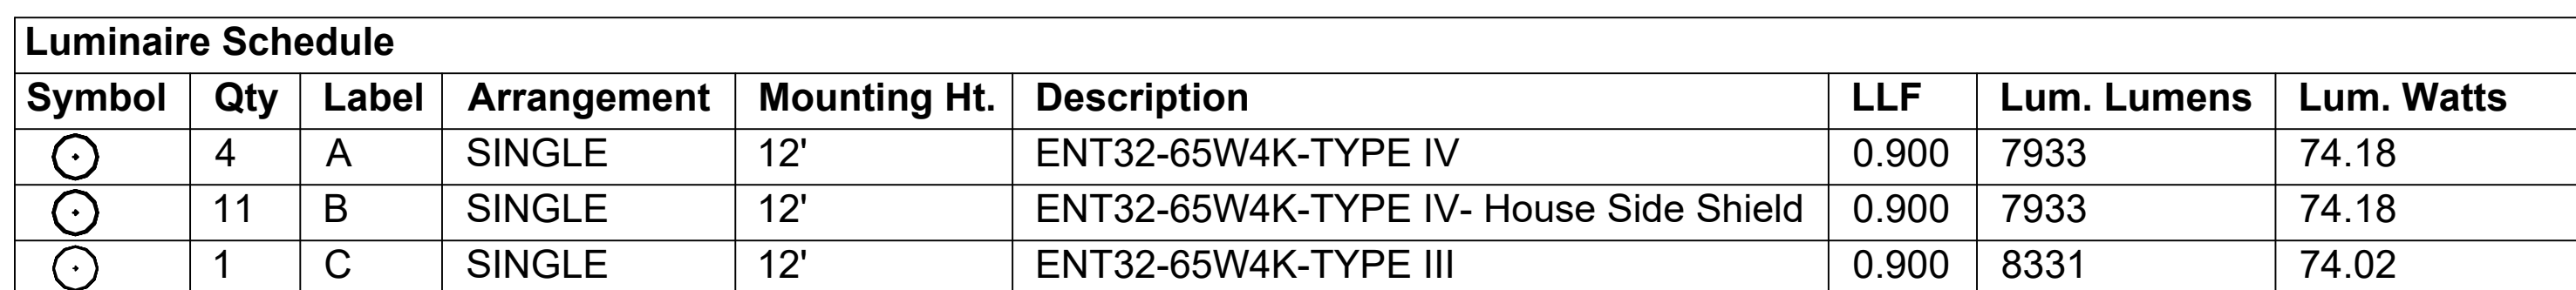 Luminaire Schedule
Symbol Qty Label Arrangement Mounting Ht. Description LLF Lum. Lumens Lum. Watts
4 A SINGLE 12' ENT32-65W4K-TYPE IV 0.900 7933 74.18
11 B SINGLE 12' ENT32-65W4K-TYPE IV- House Side Shield 0.900 7933 74.18
1 C SINGLE 12' ENT32-65W4K-TYPE III 0.900 8331 74.02